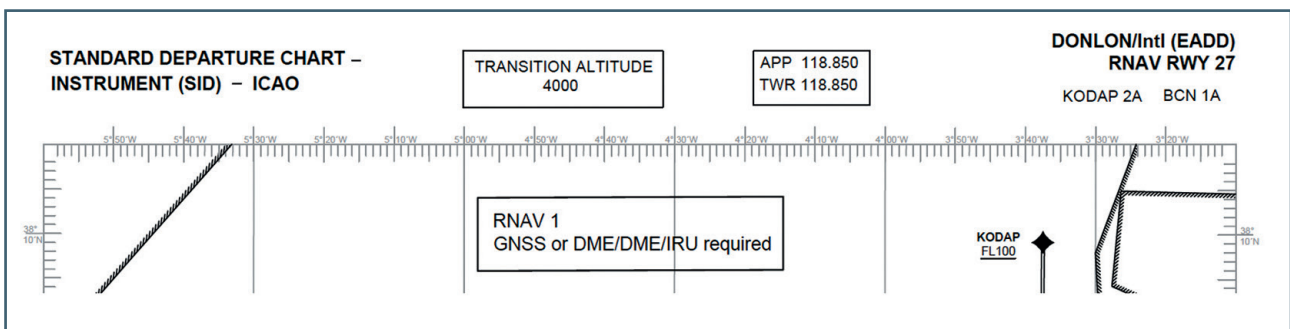 STANDARD DEPARTURE CHART –
INSTRUMENT (SID) – ICAO
TRANSITION ALTITUDE
4000
APP 118.850
TWR 118.850
DONLON/Intl (EADD)
RNAV RWY 27
KODAP 2A BCN 1A
5°50'W 5°40'W 5°30'W 5°20'W 5°10'W 5°00'W 4°50'W 4°40'W 4°30'W 4°20'W 4°10'W 4°00'W 3°50'W 3°40'W 3°30'W 3°20'W
RNAV 1
GNSS or DME/DME/IRU required
38°
10'N
KODAP
FL100
38°
10'N